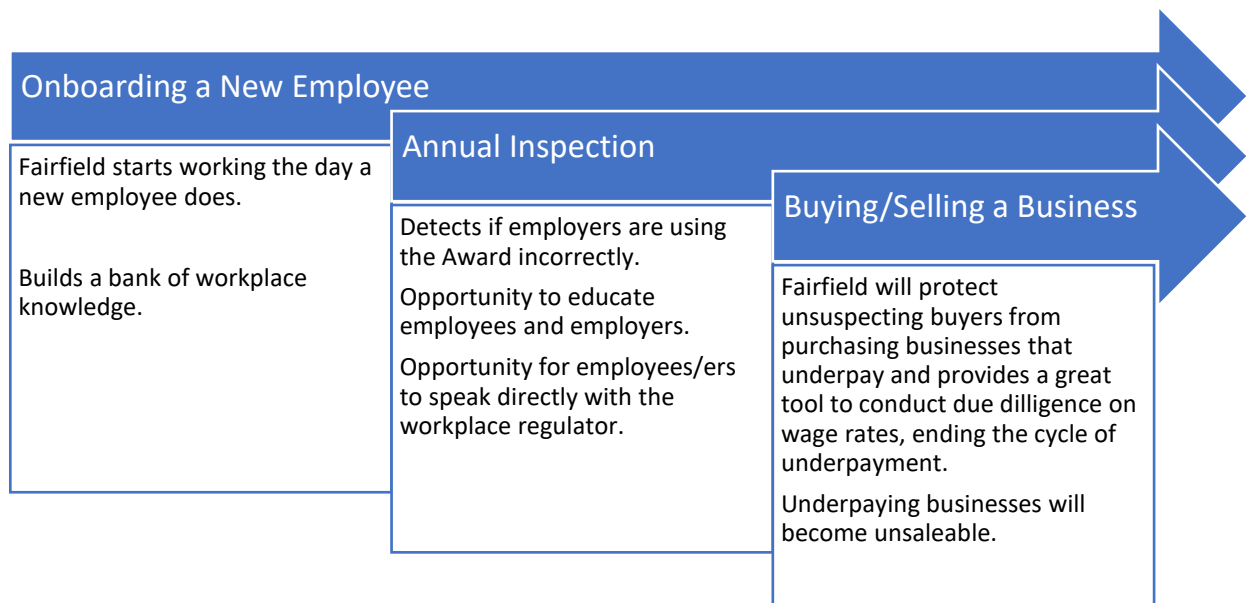 Onboarding a New Employee
Fairfield starts working the day a
new employee does.
Builds a bank of workplace
knowledge.
Annual Inspection
Detects if employers are using
the Award incorrectly.
Opportunity to educate
employees and employers.
Opportunity for employees/ers
to speak directly with the
workplace regulator.
Buying/Selling a Business
Fairfield will protect
unsuspecting buyers from
purchasing businesses that
underpay and provides a great
tool to conduct due dilligence on
wage rates, ending the cycle of
underpayment.
Underpaying businesses will
become unsaleable.